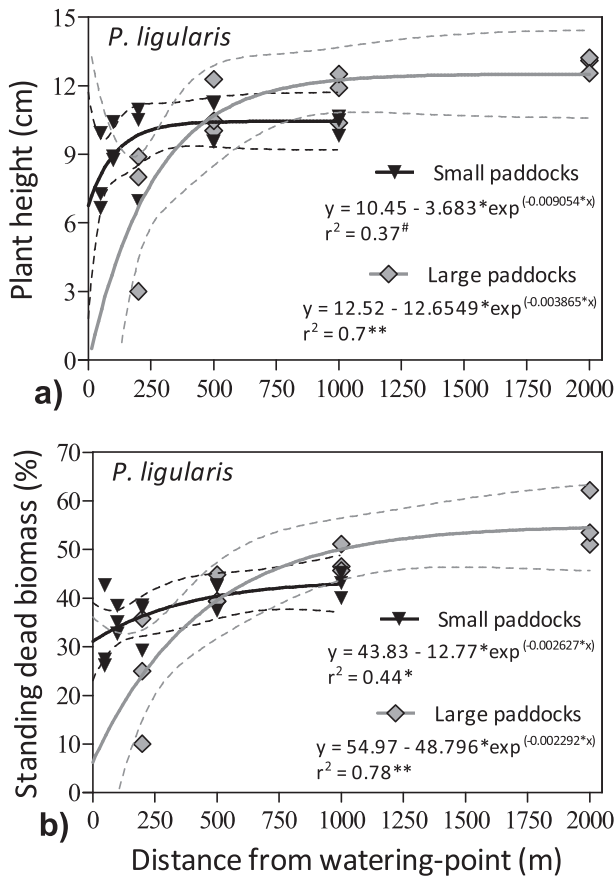 15
P. ligularis
12
9
6
3
0
Plant height (cm)
Small paddocks
y = 10.45 - 3.683*exp(-0.009054*x)
r2 = 0.37#
Large paddocks
y = 12.52 - 12.6549*exp(-0.003865*x)
r2 = 0.7**
0 250 500 750 1000 1250 1500 1750 2000
a)
70
P. ligularis
60
50
40
30
20
10
0
Standing dead biomass (%)
Small paddocks
y = 43.83 - 12.77*exp(-0.002627*x)
r2 = 0.44*
Large paddocks
y = 54.97 - 48.796*exp(-0.002292*x)
r2 = 0.78**
0 250 500 750 1000 1250 1500 1750 2000
b)
Distance from watering-point (m)